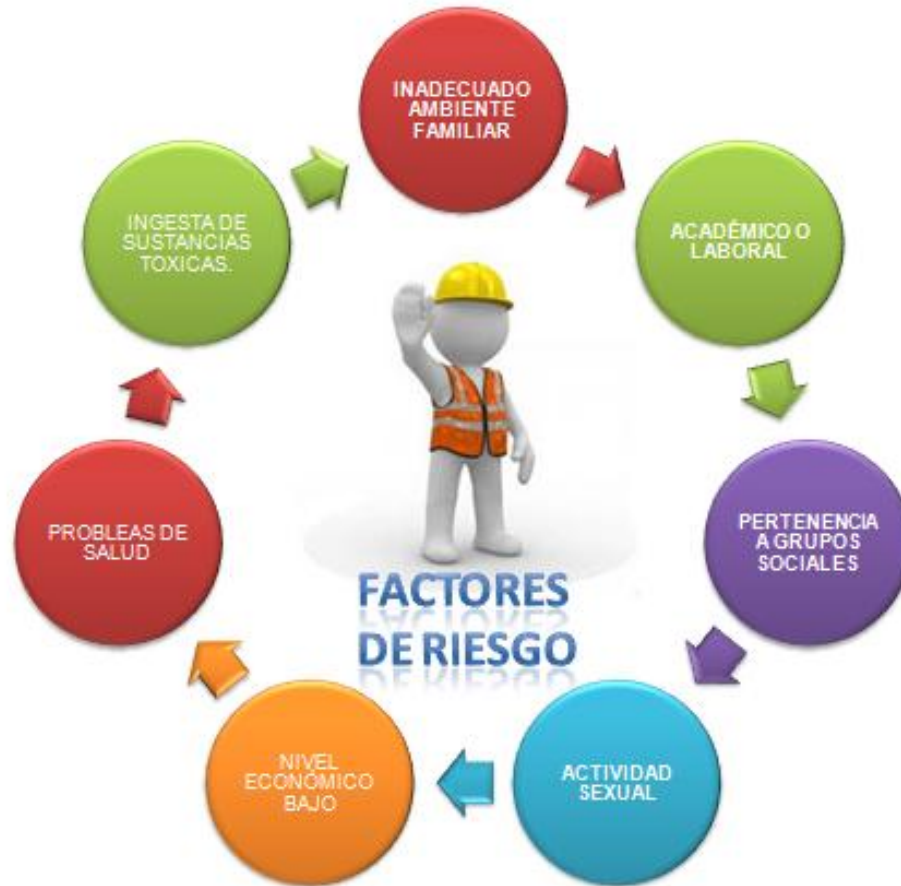 INADECUADO
AMBIENTE
FAMILIAR
ACADÉMICO O
LABORAL
PERTENENCIA
A GRUPOS
SOCIALES
ACTIVIDAD
SEXUAL
NIVEL
ECONÓMICO
BAJO
PROBLEAS DE
SALUD
INGESTA DE
SUSTANCIAS
TOXICAS.
FACTORES
DE RIESGO